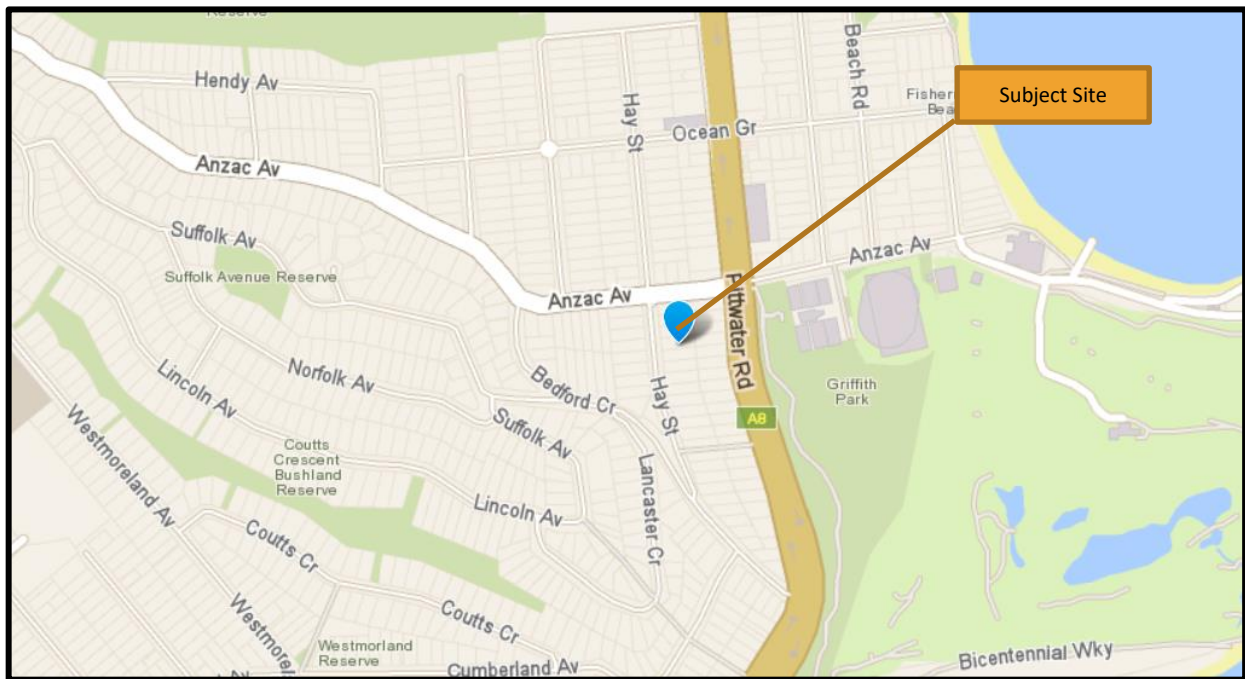 Hendy Av
Beach Rd
Subject Site
Fisher
Bea
Hay St
Ocean Gr
Anzac Av
Suffolk Av
Suffolk Avenue Reserve
Anzac Av
Anzac Av
Pittwater Rd
Norfolk Av
Bedford Cr
Hay St
Griffith
Park
A8
Lincoln Av
Westmoreland Av
Suffolk Av
Coutts
Crescent
Bushland
Reserve
Lancaster Cr
Lincoln Av
Coutts Cr
Westmorel
Coutts Cr
Westmorland
Reserve
Cumberland Av
Bicentennial Wky